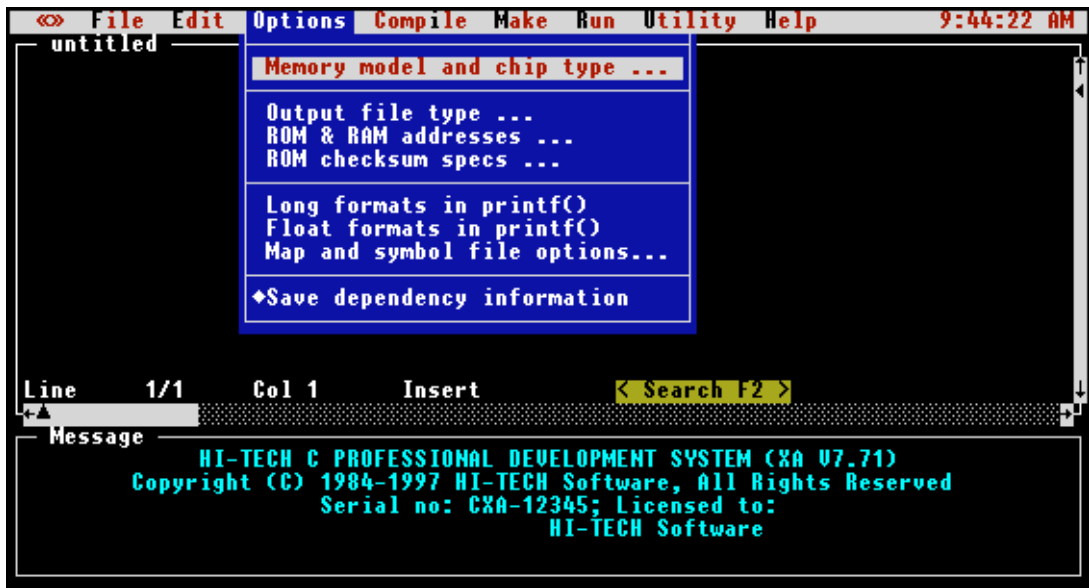 <<>> File Edit Options Compile Make Run Utility Help 9:44:22 AM
untitled
Memory model and chip type ...
Output file type ...
ROM & RAM addresses ...
ROM checksum specs ...
Long formats in printf()
Float formats in printf()
Map and symbol file options...
◆Save dependency information
Line 1/1 Col 1 Insert < Search F2 >
Message
HI-TECH C PROFESSIONAL DEVELOPMENT SYSTEM (XA V7.71)
Copyright (C) 1984-1997 HI-TECH Software, All Rights Reserved
Serial no: CXA-12345; Licensed to:
HI-TECH Software